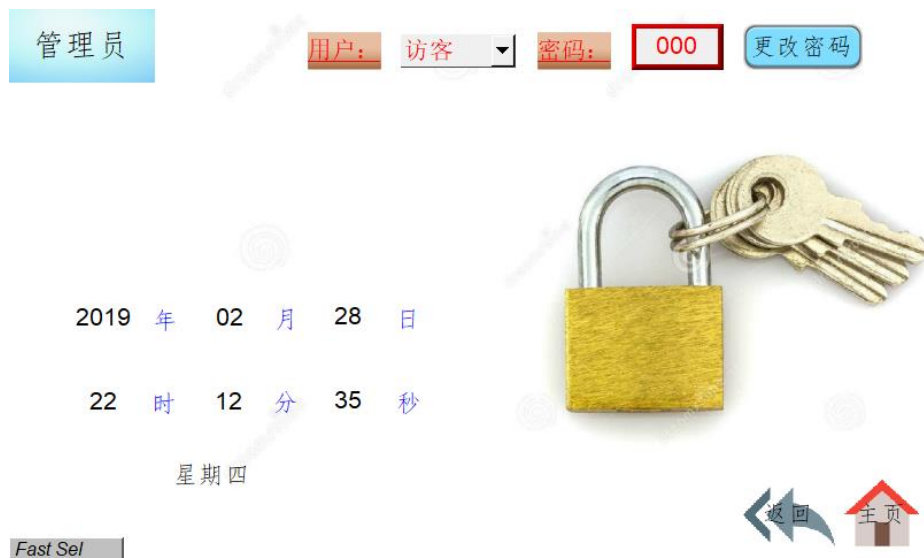 管理员 用户： 访客 密码： 000 更改密码
2019 年 02 月 28 日
22 时 12 分 35 秒
星期四
返回 主页
Fast Sel